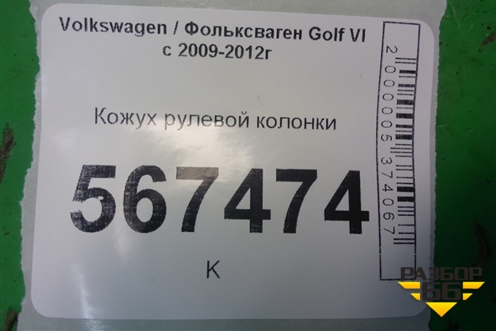 Volkswagen / Фольксваген Golf VI
с 2009-2012г
Кожух рулевой колонки
567474
К
2000005374067
РАЗБОР
66